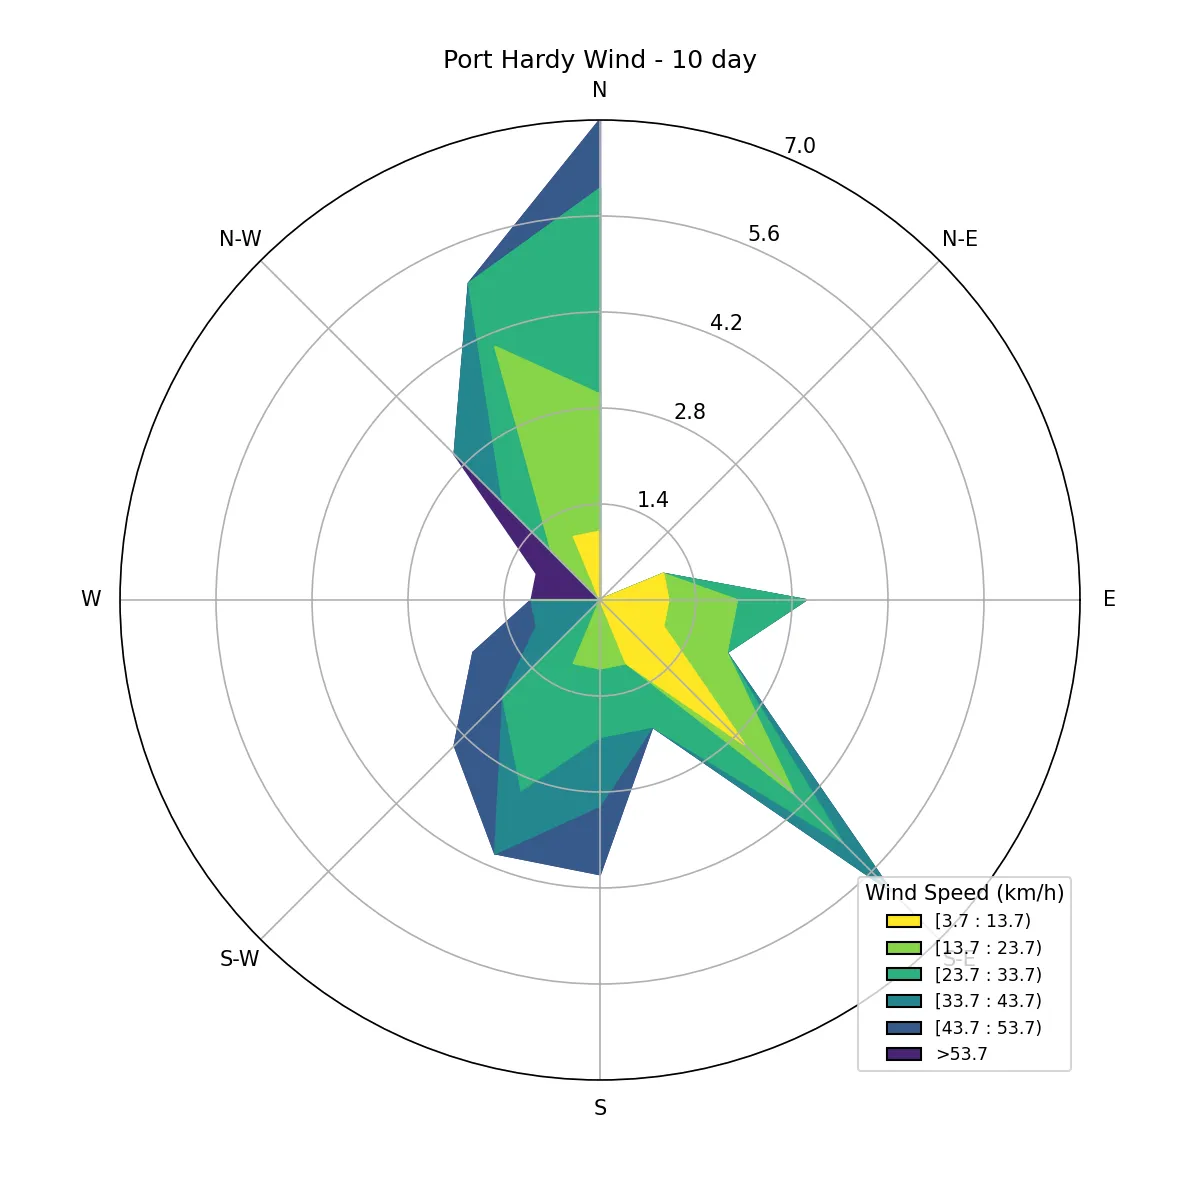 Port Hardy Wind - 10 day
N
7.0
N-W
5.6
N-E
4.2
2.8
1.4
W
E
Wind Speed (km/h)
[3.7 : 13.7)
[13.7 : 23.7)
S-W
S-E
[23.7 : 33.7)
[33.7 : 43.7)
[43.7 : 53.7)
>53.7
S